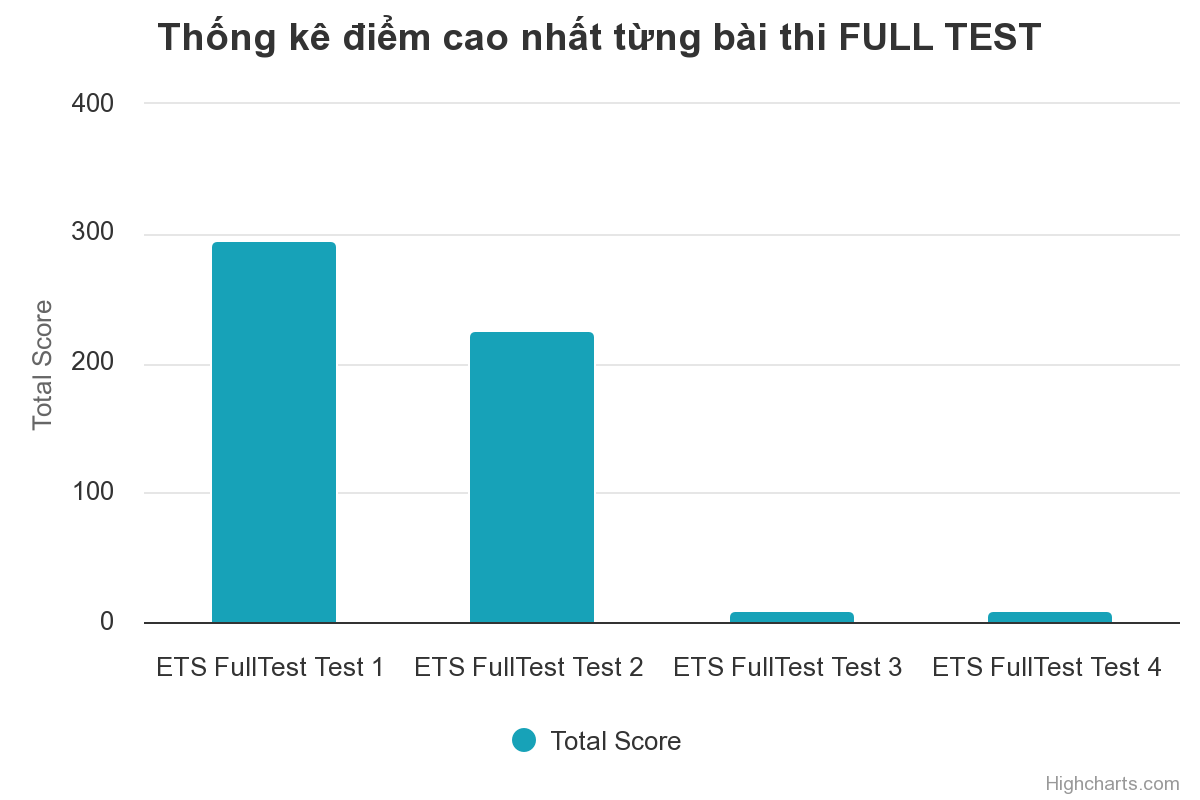 Thống kê điểm cao nhất từng bài thi FULL TEST
400
300
200
100
0
Total Score
ETS FullTest Test 1
ETS FullTest Test 2
ETS FullTest Test 3
ETS FullTest Test 4
Total Score
Highcharts.com